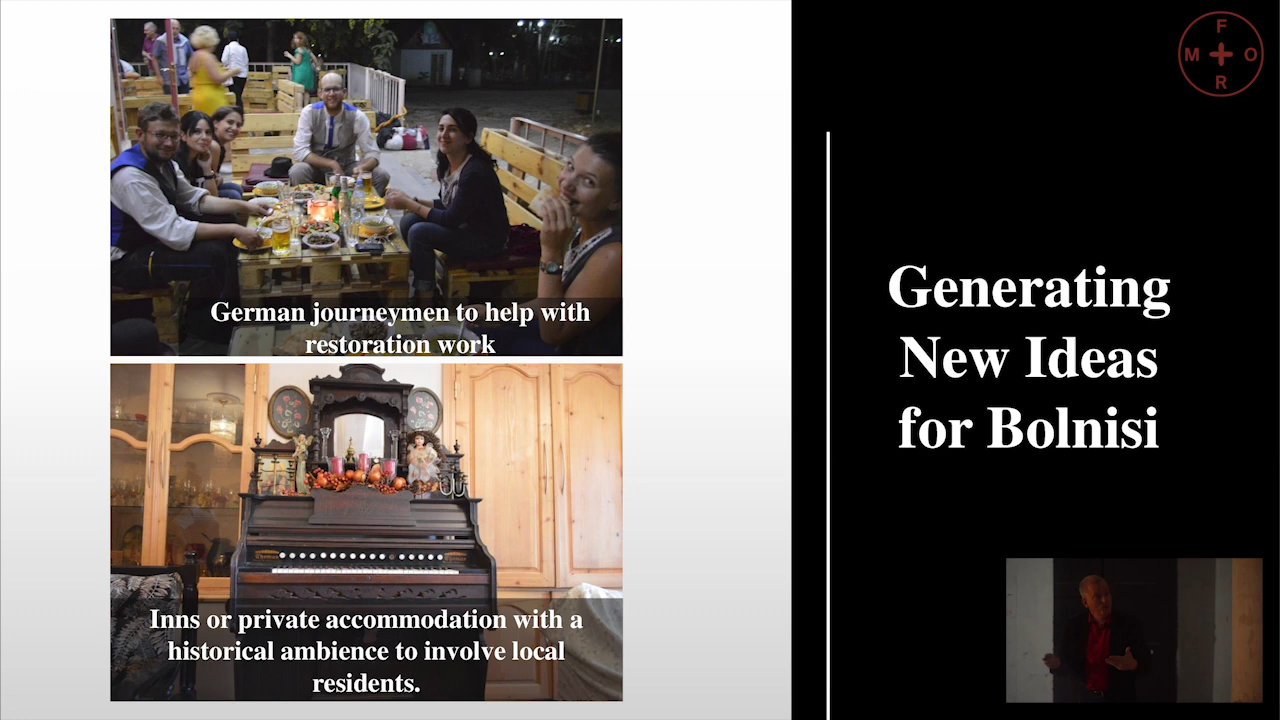 German journeymen to help with
restoration work
Inns or private accommodation with a
historical ambience to involve local
residents.
Generating
New Ideas
for Bolnisi
F
M O
R